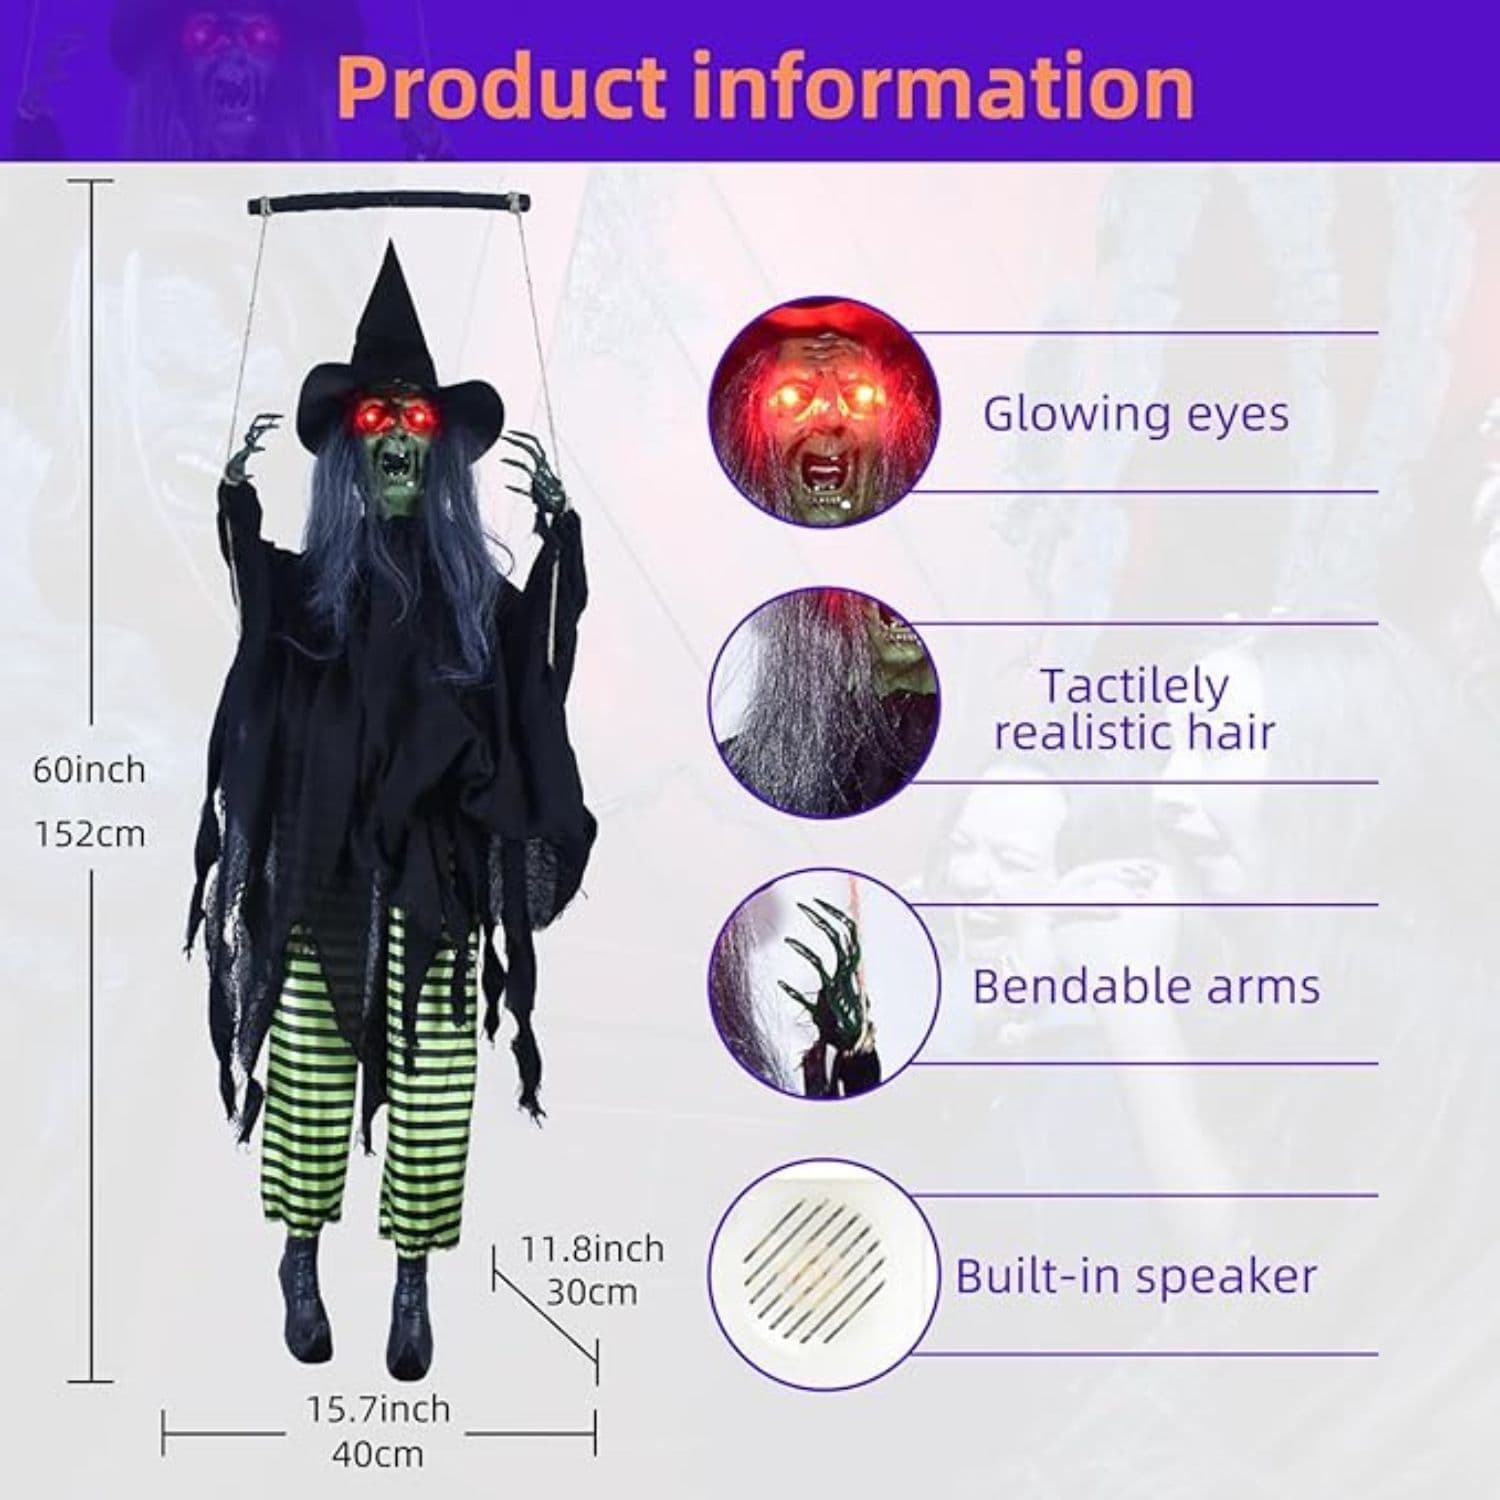 Product information
60inch
152cm
Glowing eyes
Tactilely
realistic hair
Bendable arms
Built-in speaker
11.8inch
30cm
15.7inch
40cm